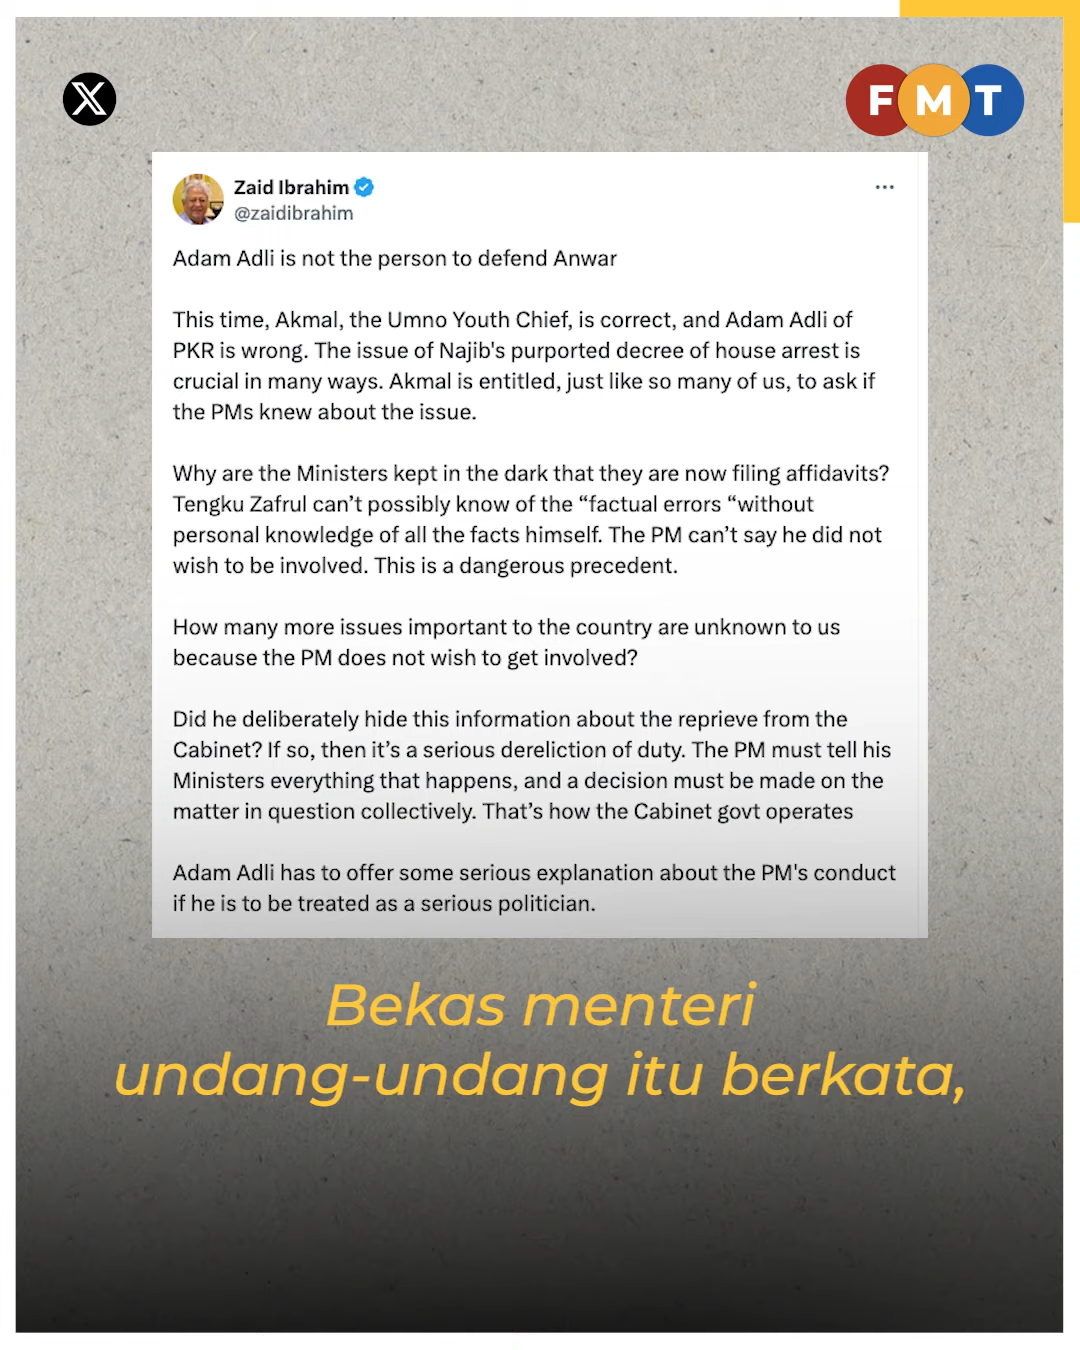 FMT
Zaid Ibrahim
@zaidibrahim
Adam Adli is not the person to defend Anwar
This time, Akmal, the Umno Youth Chief, is correct, and Adam Adli of
PKR is wrong. The issue of Najib's purported decree of house arrest is
crucial in many ways. Akmal is entitled, just like so many of us, to ask if
the PMs knew about the issue.
Why are the Ministers kept in the dark that they are now filing affidavits?
Tengku Zafrul can’t possibly know of the “factual errors “without
personal knowledge of all the facts himself. The PM can’t say he did not
wish to be involved. This is a dangerous precedent.
How many more issues important to the country are unknown to us
because the PM does not wish to get involved?
Did he deliberately hide this information about the reprieve from the
Cabinet? If so, then it’s a serious dereliction of duty. The PM must tell his
Ministers everything that happens, and a decision must be made on the
matter in question collectively. That’s how the Cabinet govt operates
Adam Adli has to offer some serious explanation about the PM's conduct
if he is to be treated as a serious politician.
Bekas menteri
undang-undang itu berkata,